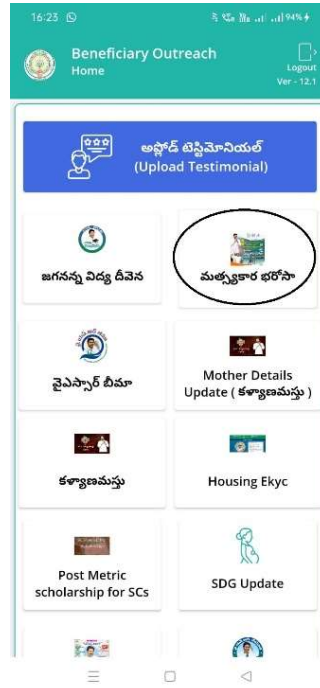 16:23
94%
Beneficiary Outreach
Home
Logout
Ver - 12.1
అప్లోడ్ టెస్టిమోనియల్
(Upload Testimonial)
జగనన్న విద్య దీవెన
మత్స్యకార భరోసా
వైఎస్సార్ బీమా
Mother Details
Update ( కళ్యాణమస్తు )
కళ్యాణమస్తు
Housing Ekyc
Post Metric
scholarship for SCs
SDG Update